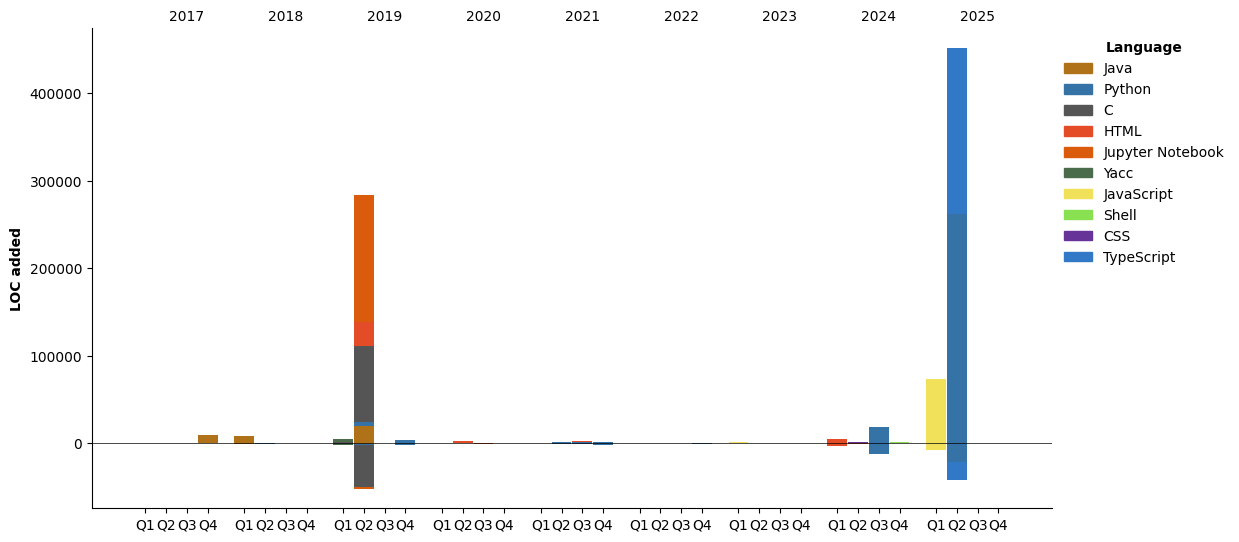 2017 2018 2019 2020 2021 2022 2023 2024 2025
Language
Java
Python
C
HTML
Jupyter Notebook
Yacc
JavaScript
Shell
CSS
TypeScript
LOC added
400000
300000
200000
100000
0
Q1 Q2 Q3 Q4 Q1 Q2 Q3 Q4 Q1 Q2 Q3 Q4 Q1 Q2 Q3 Q4 Q1 Q2 Q3 Q4 Q1 Q2 Q3 Q4 Q1 Q2 Q3 Q4 Q1 Q2 Q3 Q4 Q1 Q2 Q3 Q4